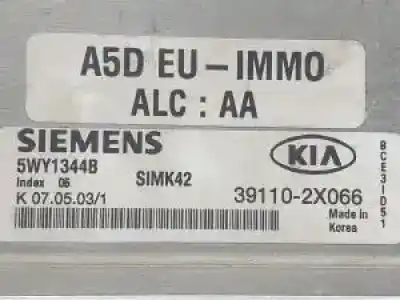 A5D EU – IMMO
ALC : AA
SIEMENS
KIA
5WY1344B
Index 06
SIMK42
K 07.05.03/1
39110-2X066
Made in
Korea
BCE3ID51